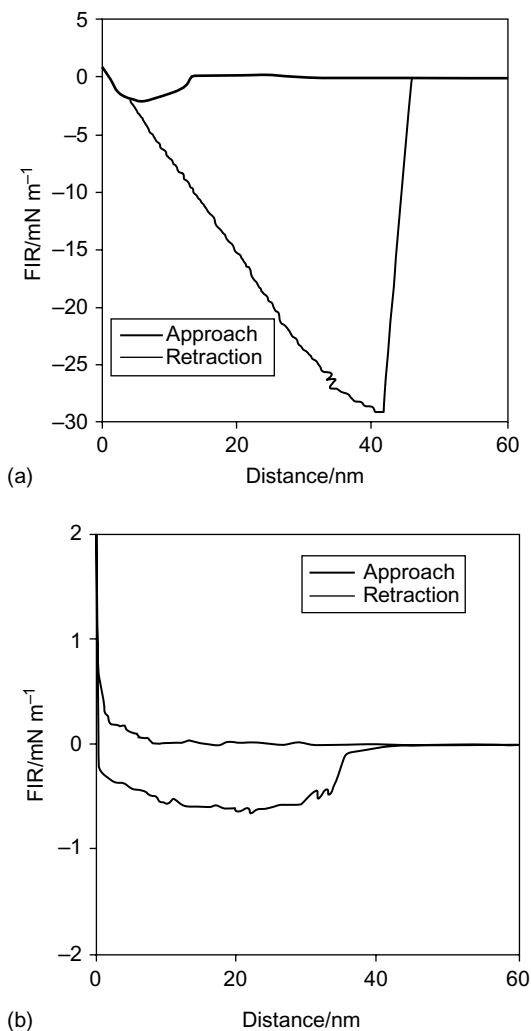 5
0
–5
–10
–15
–20
–25
–30
FIR/mN m⁻¹
Approach
Retraction
0 20 40 60
Distance/nm
(a)
2
1
0
–1
–2
FIR/mN m⁻¹
Approach
Retraction
0 20 40 60
Distance/nm
(b)